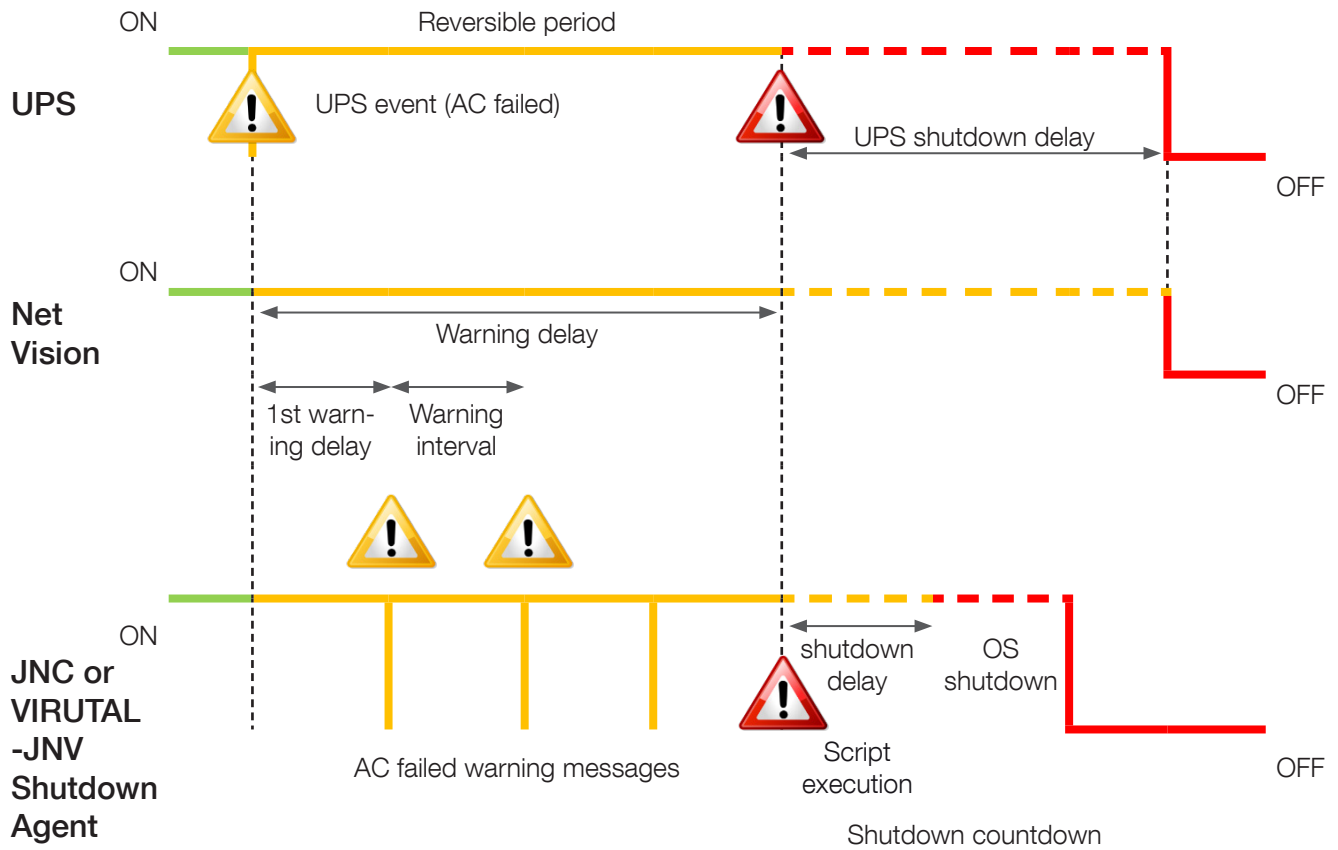 ON
Reversible period
UPS
UPS event (AC failed)
UPS shutdown delay
OFF
ON
Net
Vision
Warning delay
OFF
1st warn-
ing delay
Warning
interval
ON
JNC or
VIRUTAL
-JNV
Shutdown
Agent
shutdown
delay
OS
shutdown
AC failed warning messages
Script
execution
OFF
Shutdown countdown